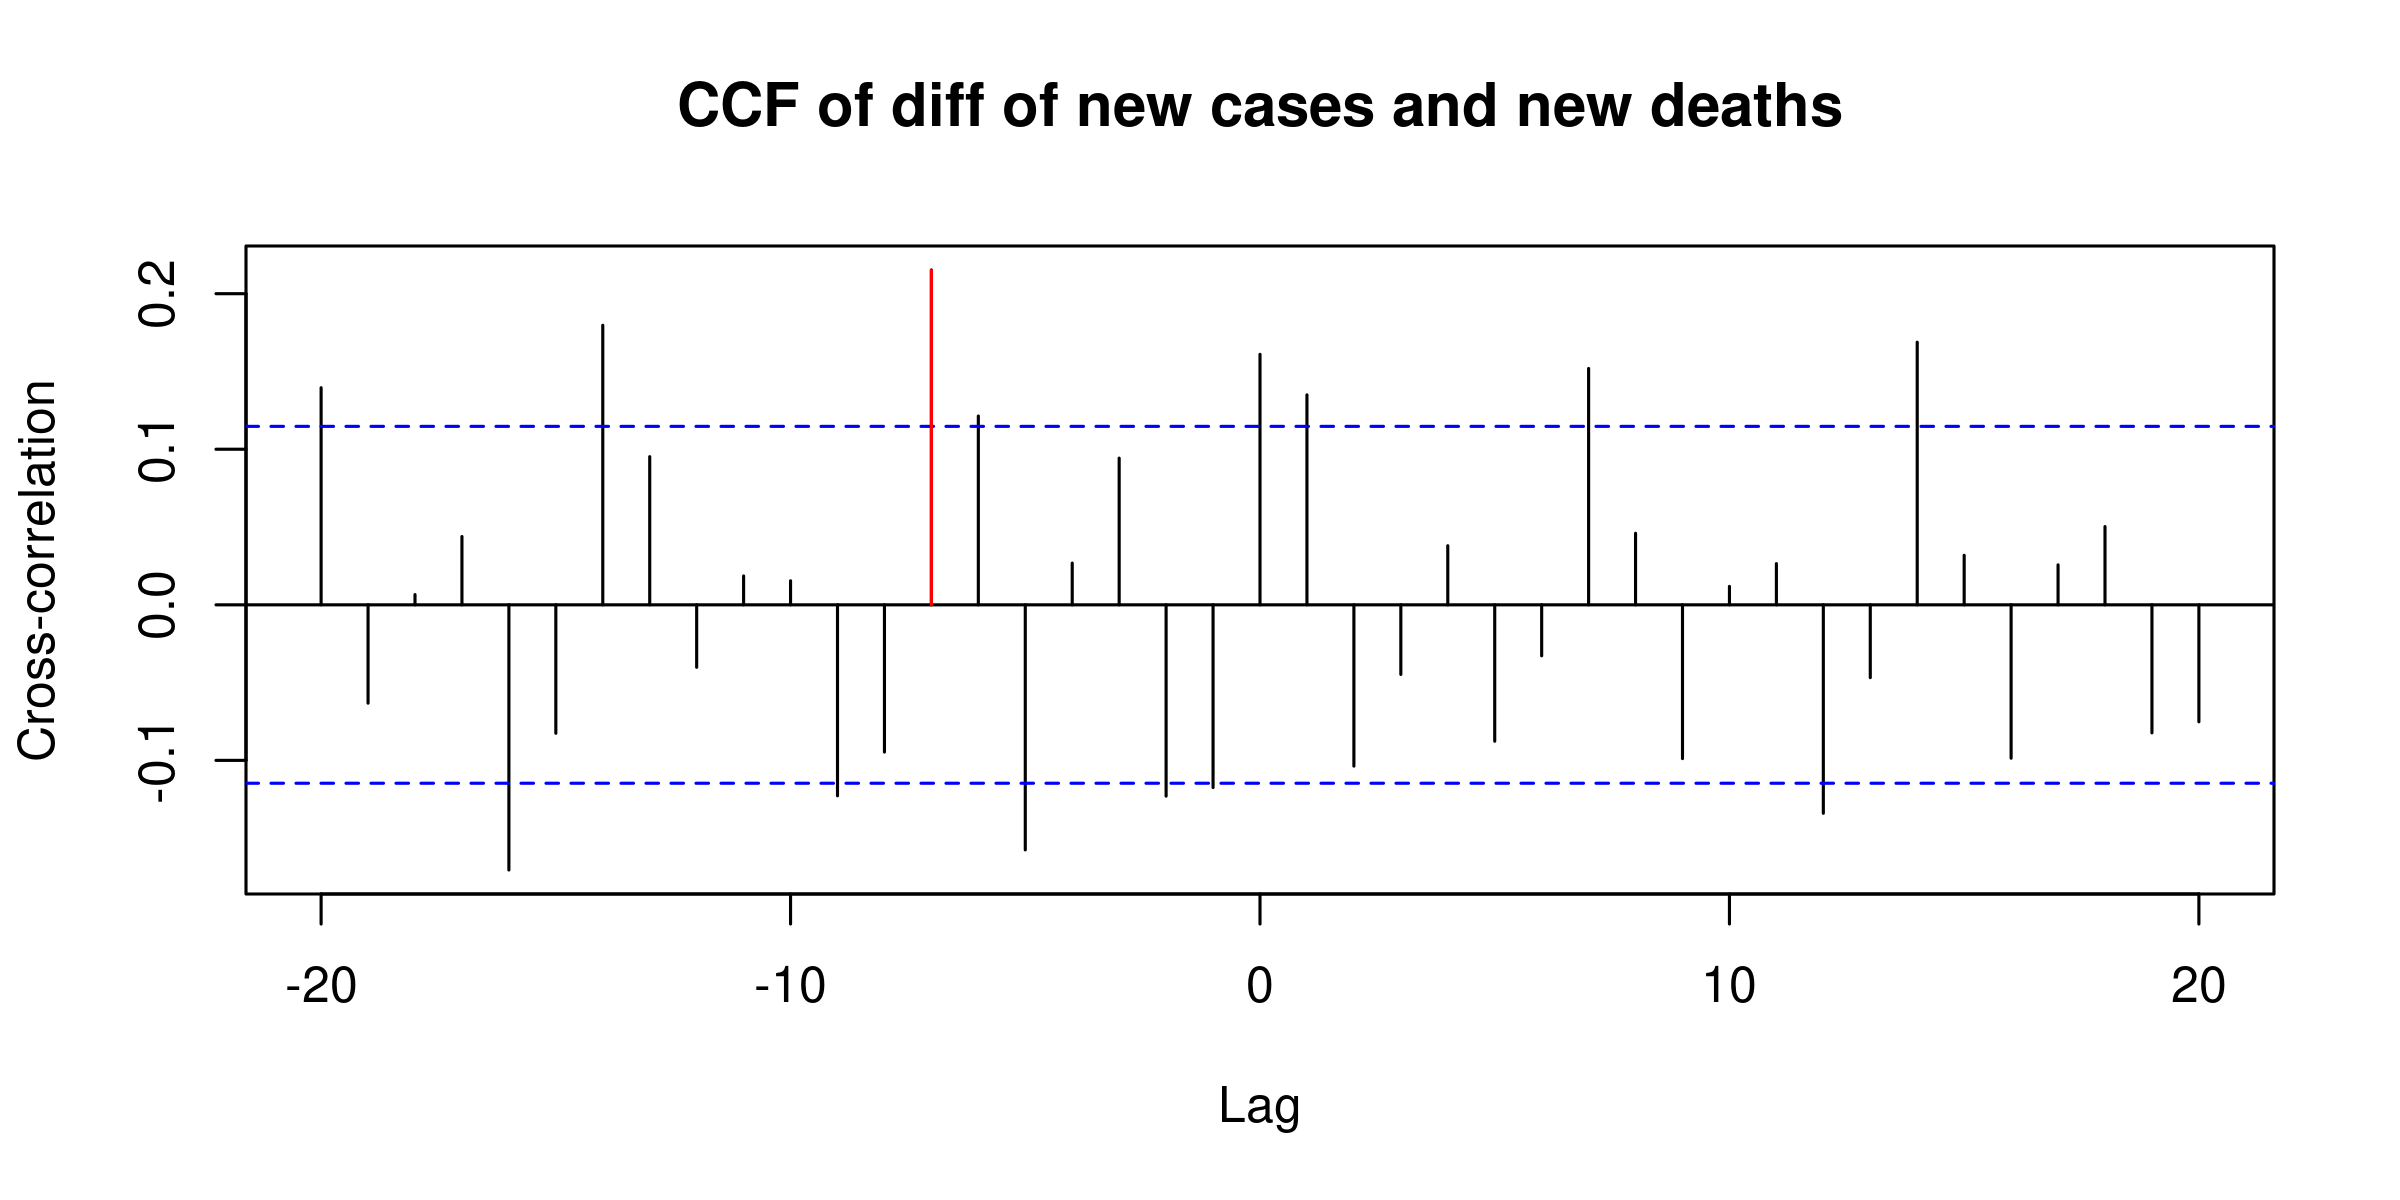 CCF of diff of new cases and new deaths
Cross-correlation
0.2
0.1
0.0
-0.1
-20 -10 0 10 20
Lag